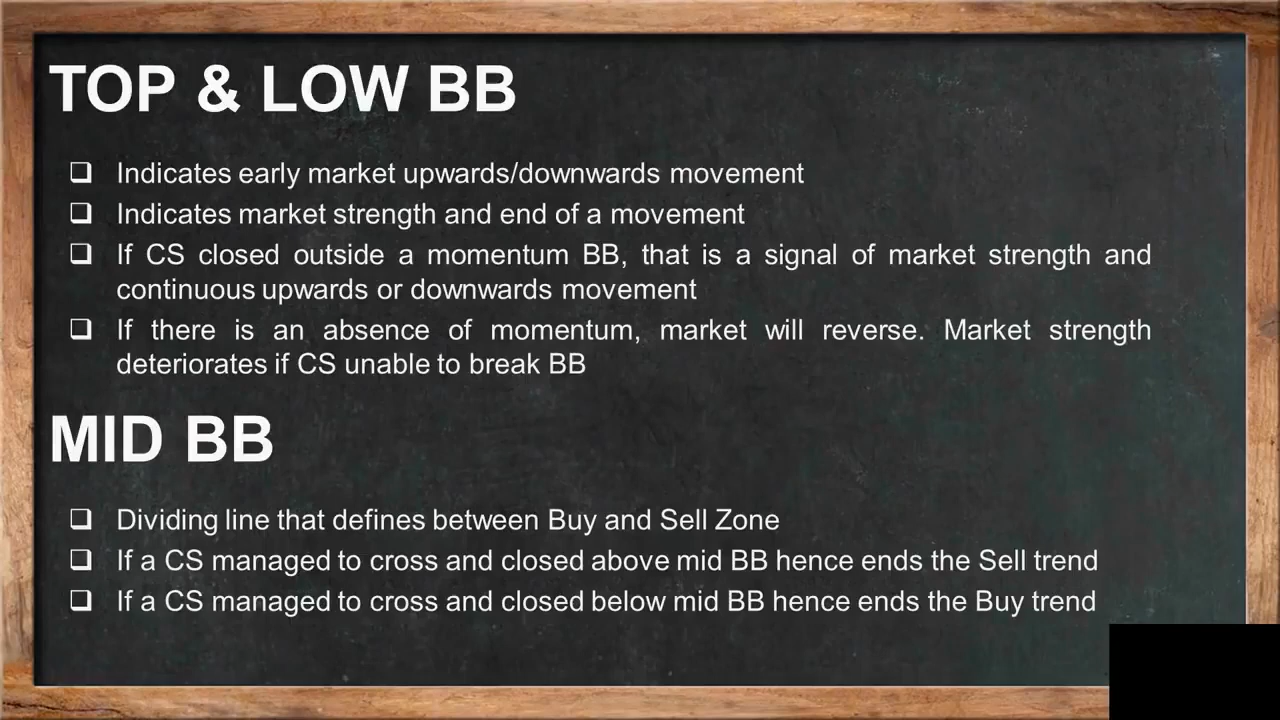 TOP & LOW BB
Indicates early market upwards/downwards movement
Indicates market strength and end of a movement
If CS closed outside a momentum BB, that is a signal of market strength and
continuous upwards or downwards movement
If there is an absence of momentum, market will reverse. Market strength
deteriorates if CS unable to break BB
MID BB
Dividing line that defines between Buy and Sell Zone
If a CS managed to cross and closed above mid BB hence ends the Sell trend
If a CS managed to cross and closed below mid BB hence ends the Buy trend